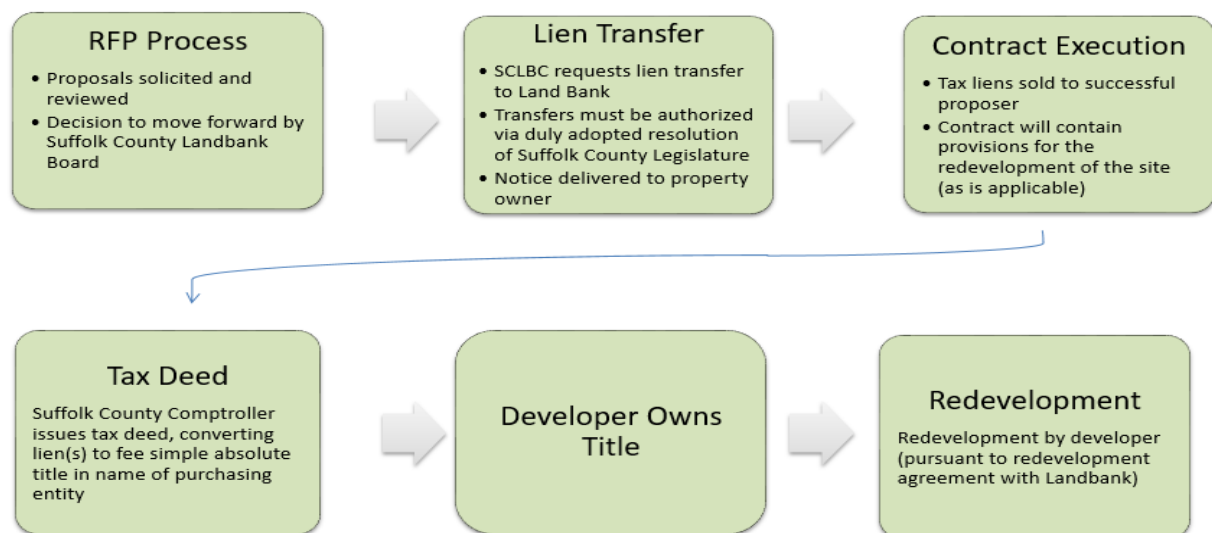 RFP Process
• Proposals solicited and
reviewed
• Decision to move forward by
Suffolk County Landbank
Board
Lien Transfer
• SCLBC requests lien transfer
to Land Bank
• Transfers must be authorized
via duly adopted resolution
of Suffolk County Legislature
• Notice delivered to property
owner
Contract Execution
• Tax liens sold to successful
proposer
• Contract will contain
provisions for the
redevelopment of the site
(as is applicable)
Tax Deed
Suffolk County Comptroller
issues tax deed, converting
lien(s) to fee simple absolute
title in name of purchasing
entity
Developer Owns
Title
Redevelopment
Redevelopment by developer
(pursuant to redevelopment
agreement with Landbank)